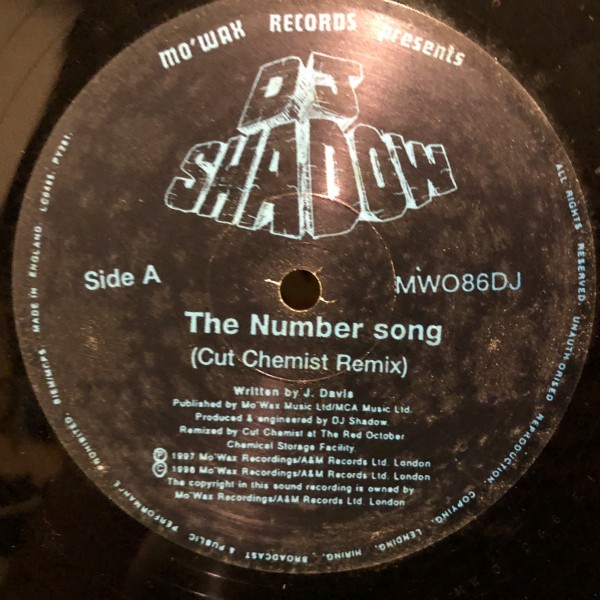 MO'WAX RECORDS presents
DJ
SHADOW
Side A
MWO86DJ
The Number song
(Cut Chemist Remix)
Written by J. Davis
Published by Mo'Wax Music Ltd/MCA Music Ltd.
Produced & engineered by DJ Shadow.
Remixed by Cut Chemist at The Red October
Chemical Storage Facility.
Ⓟ 1997 Mo'Wax Recordings/A&M Records Ltd. London
© 1996 Mo'Wax Recordings/A&M Records Ltd. London
The copyright in this sound recording is owned by
Mo'Wax Recordings/A&M Records Ltd. London
ALL RIGHTS RESERVED. UNAUTHORISED REPRODUCTION, COPYING, LENDING, HIRING, BROADCAST & PUBLIC PERFORMANCE PROHIBITED. BIEM/MCPS MADE IN ENGLAND.